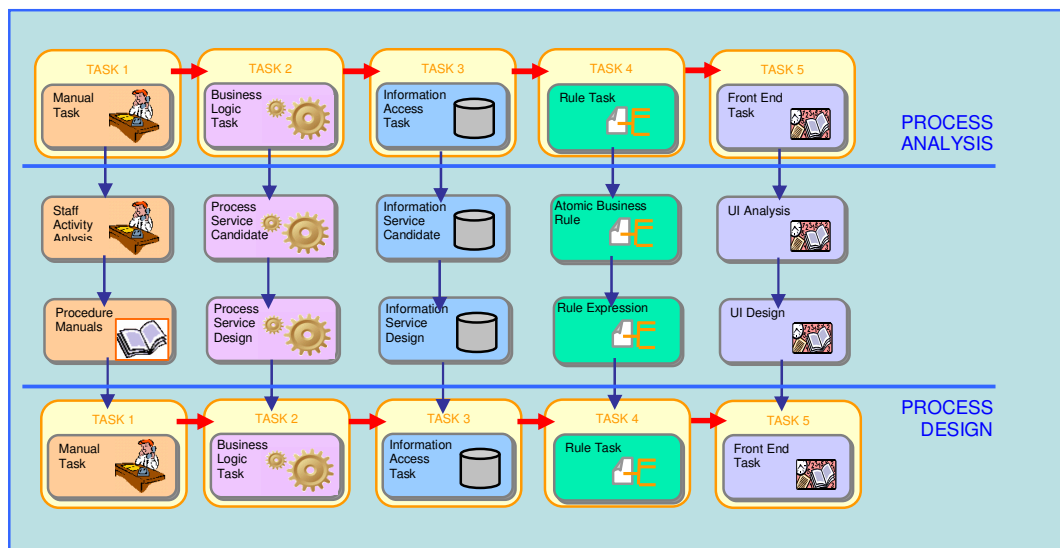 TASK 1
TASK 2
TASK 3
TASK 4
TASK 5
Manual
Task
Business
Logic
Task
Information
Access
Task
Rule Task
Front End
Task
PROCESS
ANALYSIS
Staff
Activity
Anlysis
Process
Service
Candidate
Information
Service
Candidate
Atomic Business
Rule
UI Analysis
Procedure
Manuals
Process
Service
Design
Information
Service
Design
Rule Expression
UI Design
PROCESS
DESIGN
TASK 1
TASK 2
TASK 3
TASK 4
TASK 5
Manual
Task
Business
Logic
Task
Information
Access
Task
Rule Task
Front End
Task